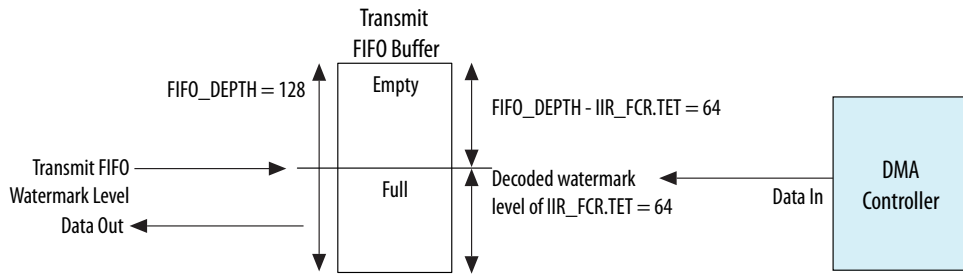 Transmit
FIFO Buffer
FIFO_DEPTH = 128
Empty
FIFO_DEPTH - IIR_FCR.TET = 64
Transmit FIFO
Watermark Level
Data Out
Full
Decoded watermark
level of IIR_FCR.TET = 64
Data In
DMA
Controller